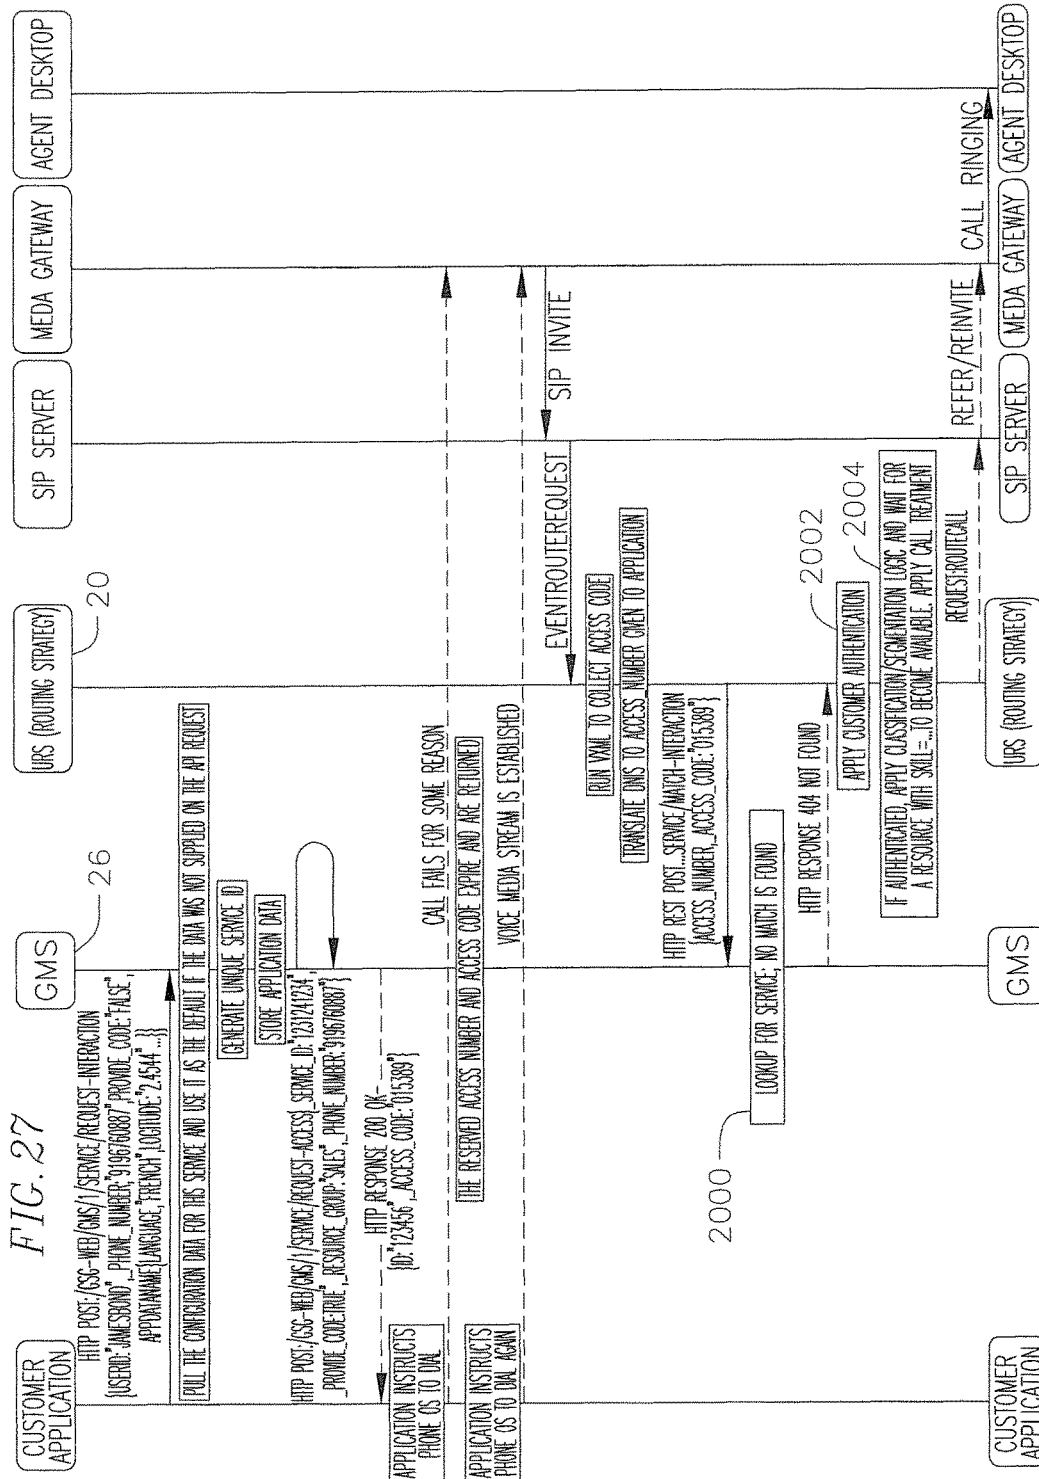 FIG. 27
CUSTOMER
APPLICATION
GMS
26
URS (ROUTING STRATEGY)
20
SIP SERVER
MEDA GATEWAY
AGENT DESKTOP
HTTP POST:/GSG-WEB/GMS/1/SERVICE/REQUEST-INTERACTION
{USERID:"JAMESBOND",_PHONE_NUMBER,"9196760887",PROVIDE_CODE:"FALSE",
APPDATANAME{LANGUAGE,"FRENCH",LOGITUDE:"2.4544"...}}
PULL THE CONFIGURATION DATA FOR THIS SERVICE AND USE IT AS THE DEFAULT IF THE DATA WAS NOT SUPPLIED ON THE API REQUEST
GENERATE UNIQUE SERVICE ID
STORE APPLICATION DATA
HTTP POST:/GSG-WEB/GMS/1/SERVICE/REQUEST-ACCESS{_SERVICE_ID:"1231241234",
_PROVIDE_CODE:TRUE",_RESOURCE_GROUP:"SALES",_PHONE_NUMBER:"9196760887"}
HTTP RESPONSE 200 OK-
{ID:"123456",_ACCESS_CODE:"015389"}
APPLICATION INSTRUCTS
PHONE OS TO DIAL
CALL FAILS FOR SOME REASON
THE RESERVED ACCESS NUMBER AND ACCESS CODE EXPIRE AND ARE RETURNED
APPLICATION INSTRUCTS
PHONE OS TO DIAL AGAIN
VOICE MEDIA STREAM IS ESTABLISHED
SIP INVITE
EVENTROUTEREQUEST
RUN VXML TO COLLECT ACCESS CODE
TRANSLATE DNIS TO ACCESS NUMBER GIVEN TO APPLICATION
HTTP REST POST...SERVICE/MATCH-INTERACTION
{ACCESS_NUMBER,_ACCESS_CODE:"015389"}
2000
LOOKUP FOR SERVICE; NO MATCH IS FOUND
HTTP RESPONSE 404 NOT FOUND
APPLY CUSTOMER AUTHENTICATION
2002
IF AUTHENTICATED, APPLY CLASSIFICATION/SEGMENTATION LOGIC AND WAIT FOR
A RESOURCE WITH SKILL=...TO BECOME AVAILABLE. APPLY CALL TREATMENT
2004
REQUEST:ROUTECALL
REFER/REINVITE
CALL RINGING
CUSTOMER
APPLICATION
GMS
URS (ROUTING STRATEGY)
SIP SERVER
MEDA GATEWAY
AGENT DESKTOP